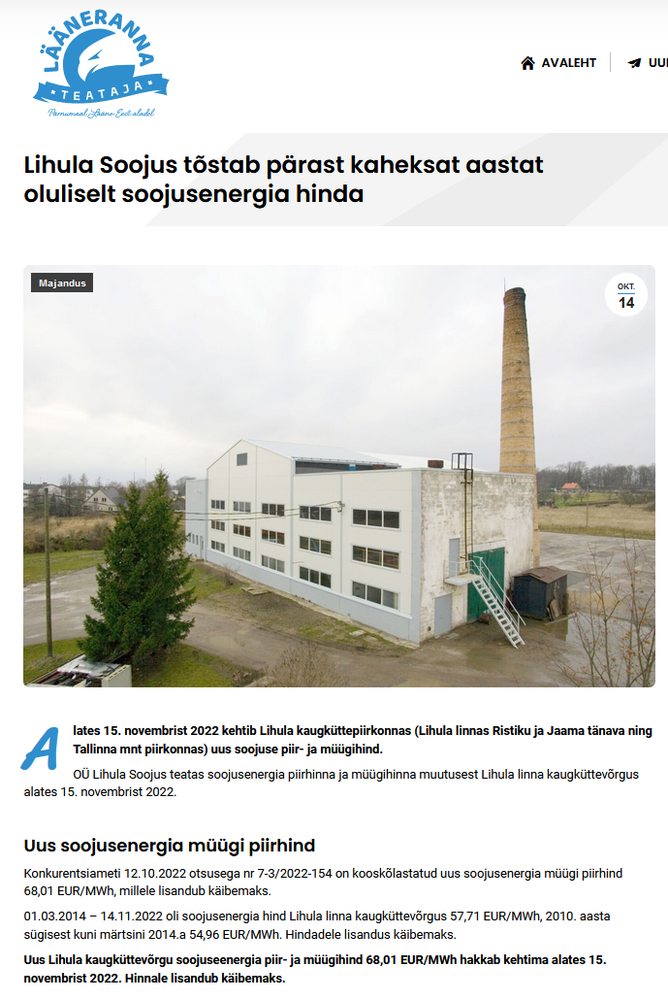 LÄÄNERANNA
TEATAJA
Pärnumaal Lääne-Eesti aladel
AVALEHT
UU
Lihula Soojus tõstab pärast kaheksat aastat
oluliselt soojusenergia hinda
Majandus
OKT.
14
Alates 15. novembrist 2022 kehtib Lihula kaugküttepiirkonnas (Lihula linnas Ristiku ja Jaama tänava ning
Tallinna mnt piirkonnas) uus soojuse piir- ja müügihind.
OÜ Lihula Soojus teatas soojusenergia piirhinna ja müügihinna muutusest Lihula linna kaugküttevõrgus
alates 15. novembrist 2022.
Uus soojusenergia müügi piirhind
Konkurentsiameti 12.10.2022 otsusega nr 7-3/2022-154 on kooskõlastatud uus soojusenergia müügi piirhind
68,01 EUR/MWh, millele lisandub käibemaks.
01.03.2014 – 14.11.2022 oli soojusenergia hind Lihula linna kaugküttevõrgus 57,71 EUR/MWh, 2010. aasta
sügisest kuni märtsini 2014.a 54,96 EUR/MWh. Hindadele lisandus käibemaks.
Uus Lihula kaugküttevõrgu soojuseenergia piir- ja müügihind 68,01 EUR/MWh hakkab kehtima alates 15.
novembrist 2022. Hinnale lisandub käibemaks.